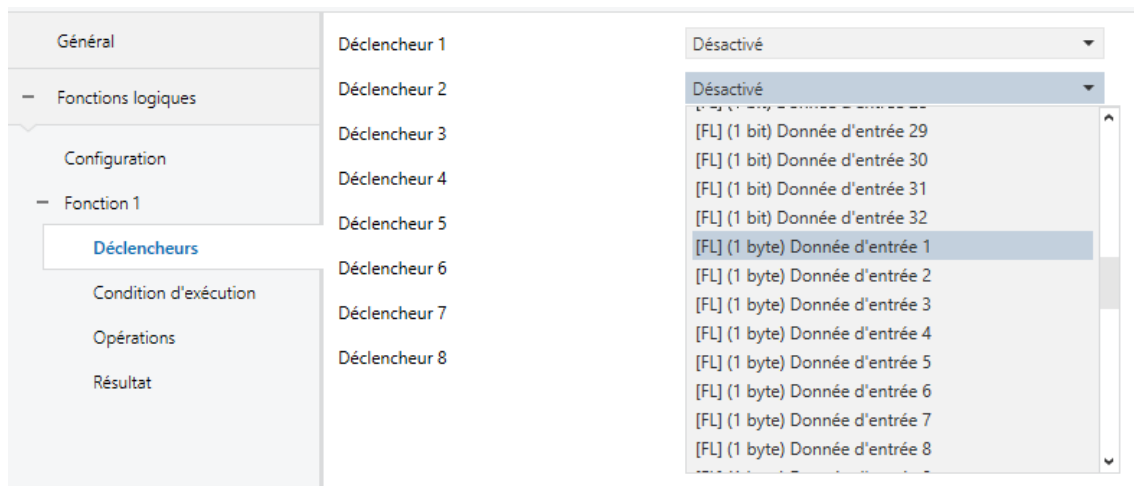 Général
Fonctions logiques
Configuration
Fonction 1
Déclencheurs
Condition d'exécution
Opérations
Résultat
Déclencheur 1
Désactivé
Déclencheur 2
Désactivé
Déclencheur 3
Déclencheur 4
Déclencheur 5
Déclencheur 6
Déclencheur 7
Déclencheur 8
[FL] (1 bit) Donnée d'entrée 29
[FL] (1 bit) Donnée d'entrée 30
[FL] (1 bit) Donnée d'entrée 31
[FL] (1 bit) Donnée d'entrée 32
[FL] (1 byte) Donnée d'entrée 1
[FL] (1 byte) Donnée d'entrée 2
[FL] (1 byte) Donnée d'entrée 3
[FL] (1 byte) Donnée d'entrée 4
[FL] (1 byte) Donnée d'entrée 5
[FL] (1 byte) Donnée d'entrée 6
[FL] (1 byte) Donnée d'entrée 7
[FL] (1 byte) Donnée d'entrée 8